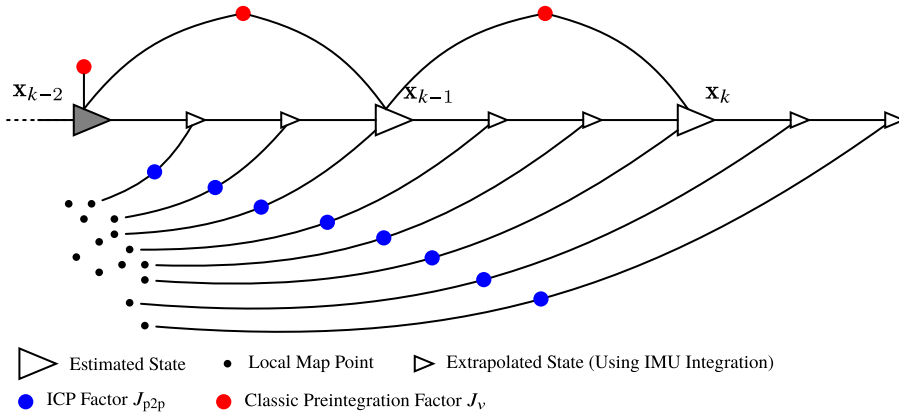 x_{k−2}
x_{k−1}
x_k
Estimated State
Local Map Point
Extrapolated State (Using IMU Integration)
ICP Factor J_{p2p}
Classic Preintegration Factor J_v